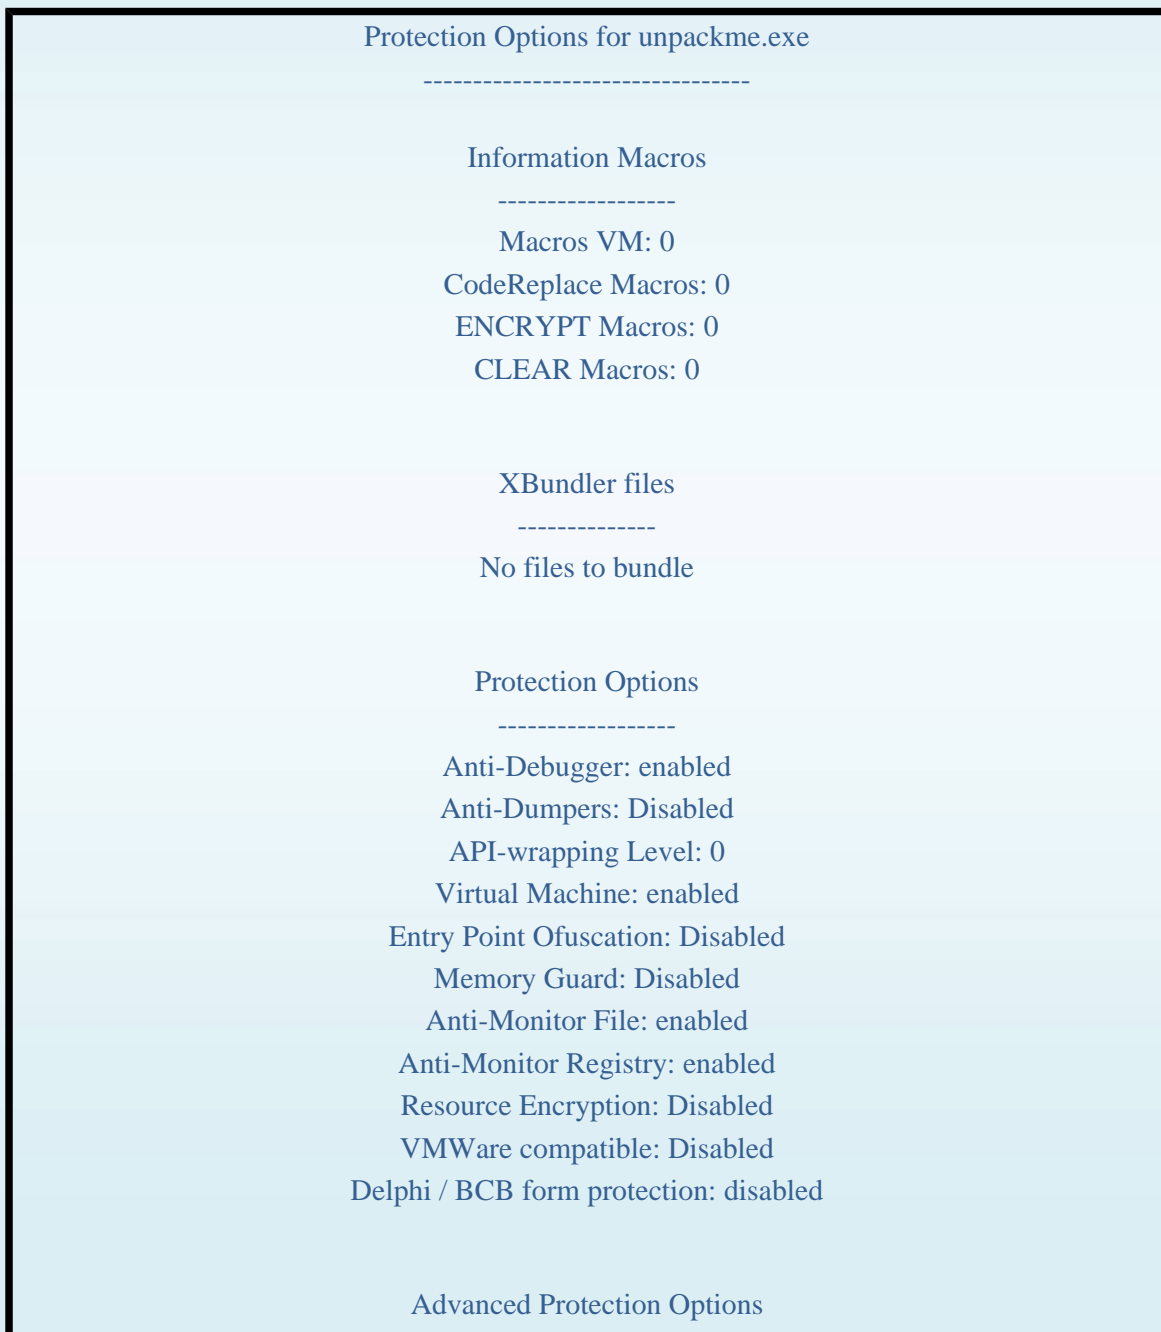 Protection Options for unpackme.exe
---------------------------------
Information Macros
------------------
Macros VM: 0
CodeReplace Macros: 0
ENCRYPT Macros: 0
CLEAR Macros: 0
XBundler files
--------------
No files to bundle
Protection Options
------------------
Anti-Debugger: enabled
Anti-Dumpers: Disabled
API-wrapping Level: 0
Virtual Machine: enabled
Entry Point Ofuscation: Disabled
Memory Guard: Disabled
Anti-Monitor File: enabled
Anti-Monitor Registry: enabled
Resource Encryption: Disabled
VMWare compatible: Disabled
Delphi / BCB form protection: disabled
Advanced Protection Options